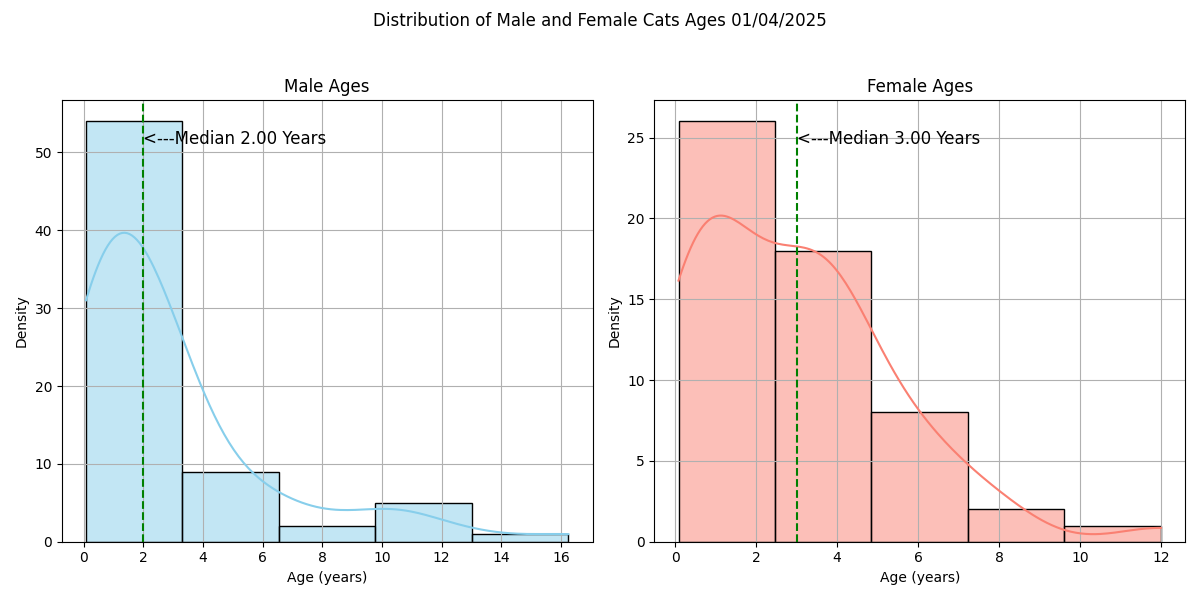 Distribution of Male and Female Cats Ages 01/04/2025
Male Ages
<---Median 2.00 Years
Density
50
40
30
20
10
0
0 2 4 6 8 10 12 14 16
Age (years)
Female Ages
<---Median 3.00 Years
Density
25
20
15
10
5
0
0 2 4 6 8 10 12
Age (years)